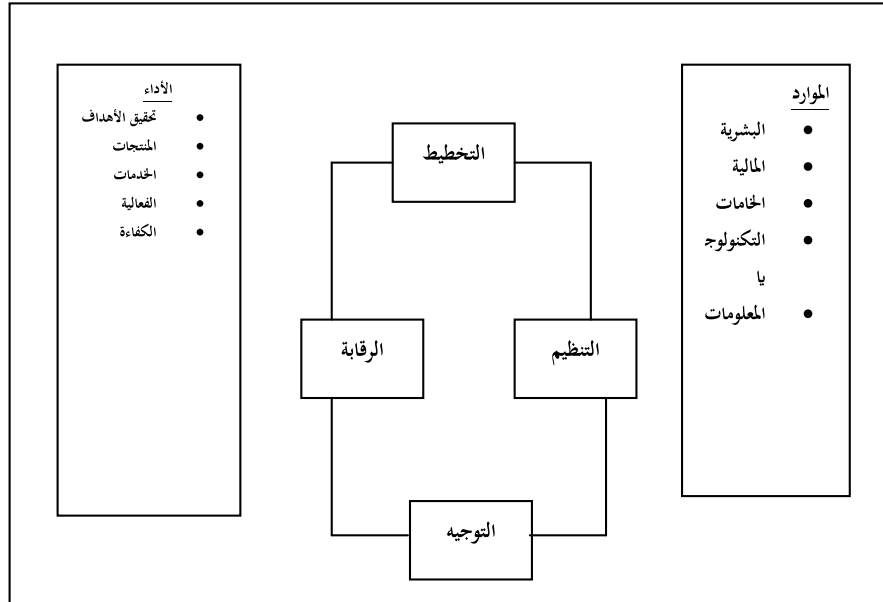 الموارد
● البشرية
● المالية
● الخامات
● التكنولوج
يا
● المعلومات
التخطيط
التنظيم
الرقابة
التوجيه
الأداء
● تحقيق الأهداف
● المنتجات
● الخدمات
● الفعالية
● الكفاءة